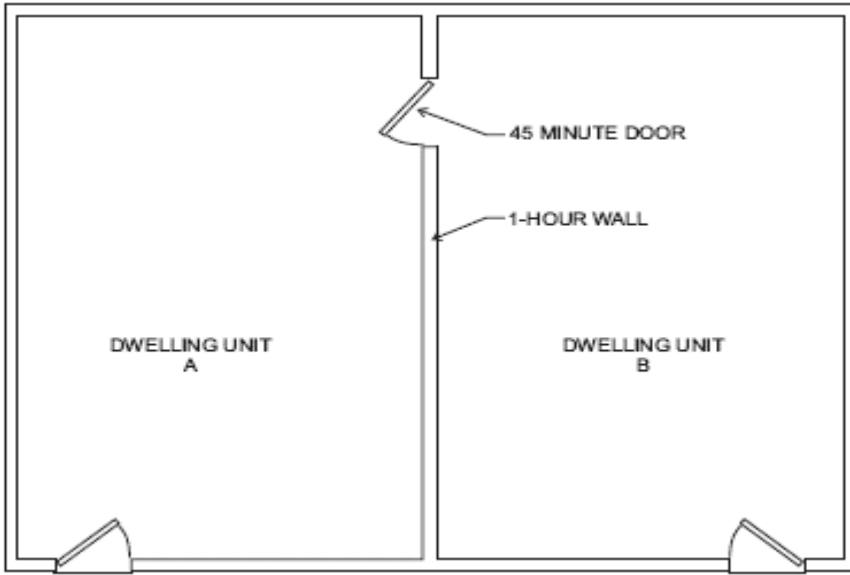 45 MINUTE DOOR
1-HOUR WALL
DWELLING UNIT
A
DWELLING UNIT
B